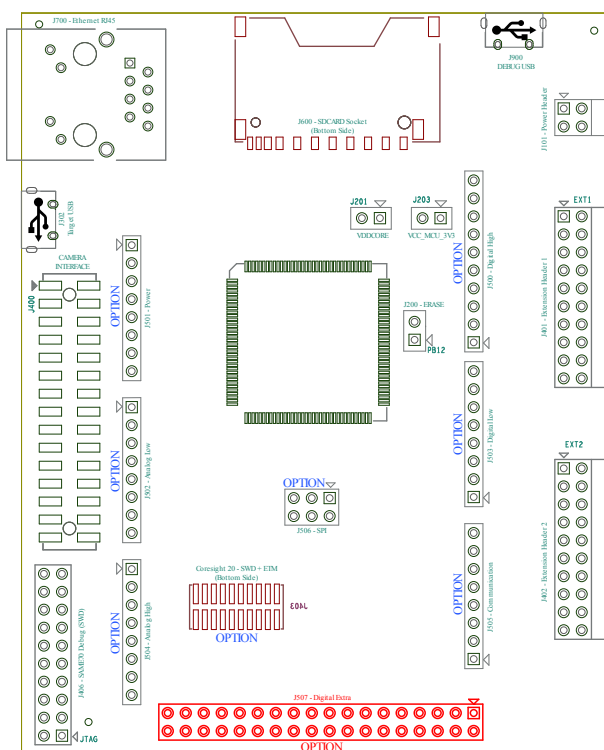 J700 - Ethernet RJ45
J600 - SDCARD Socket
(Bottom Side)
J900
DEBUG USB
J101 - Power Header
J302
Target USB
J201
VDDCORE
J203
VCC_MCU_3V3
OPTION
J500 - Digital High
EXT1
J401 - Extension Header 1
CAMERA
INTERFACE
J400
OPTION
J501 - Power
J200 - ERASE
PB12
OPTION
J503 - Digital Low
OPTION
J502 - Analog Low
EXT2
J402 - Extension Header 2
OPTION
J506 - SPI
Coresight 20 - SWD + ETM
(Bottom Side)
J403
OPTION
OPTION
J505 - Communication
OPTION
J504 - Analog High
J406 - SAME70 Debug (SWD)
JTAG
J507 - Digital Extra
OPTION